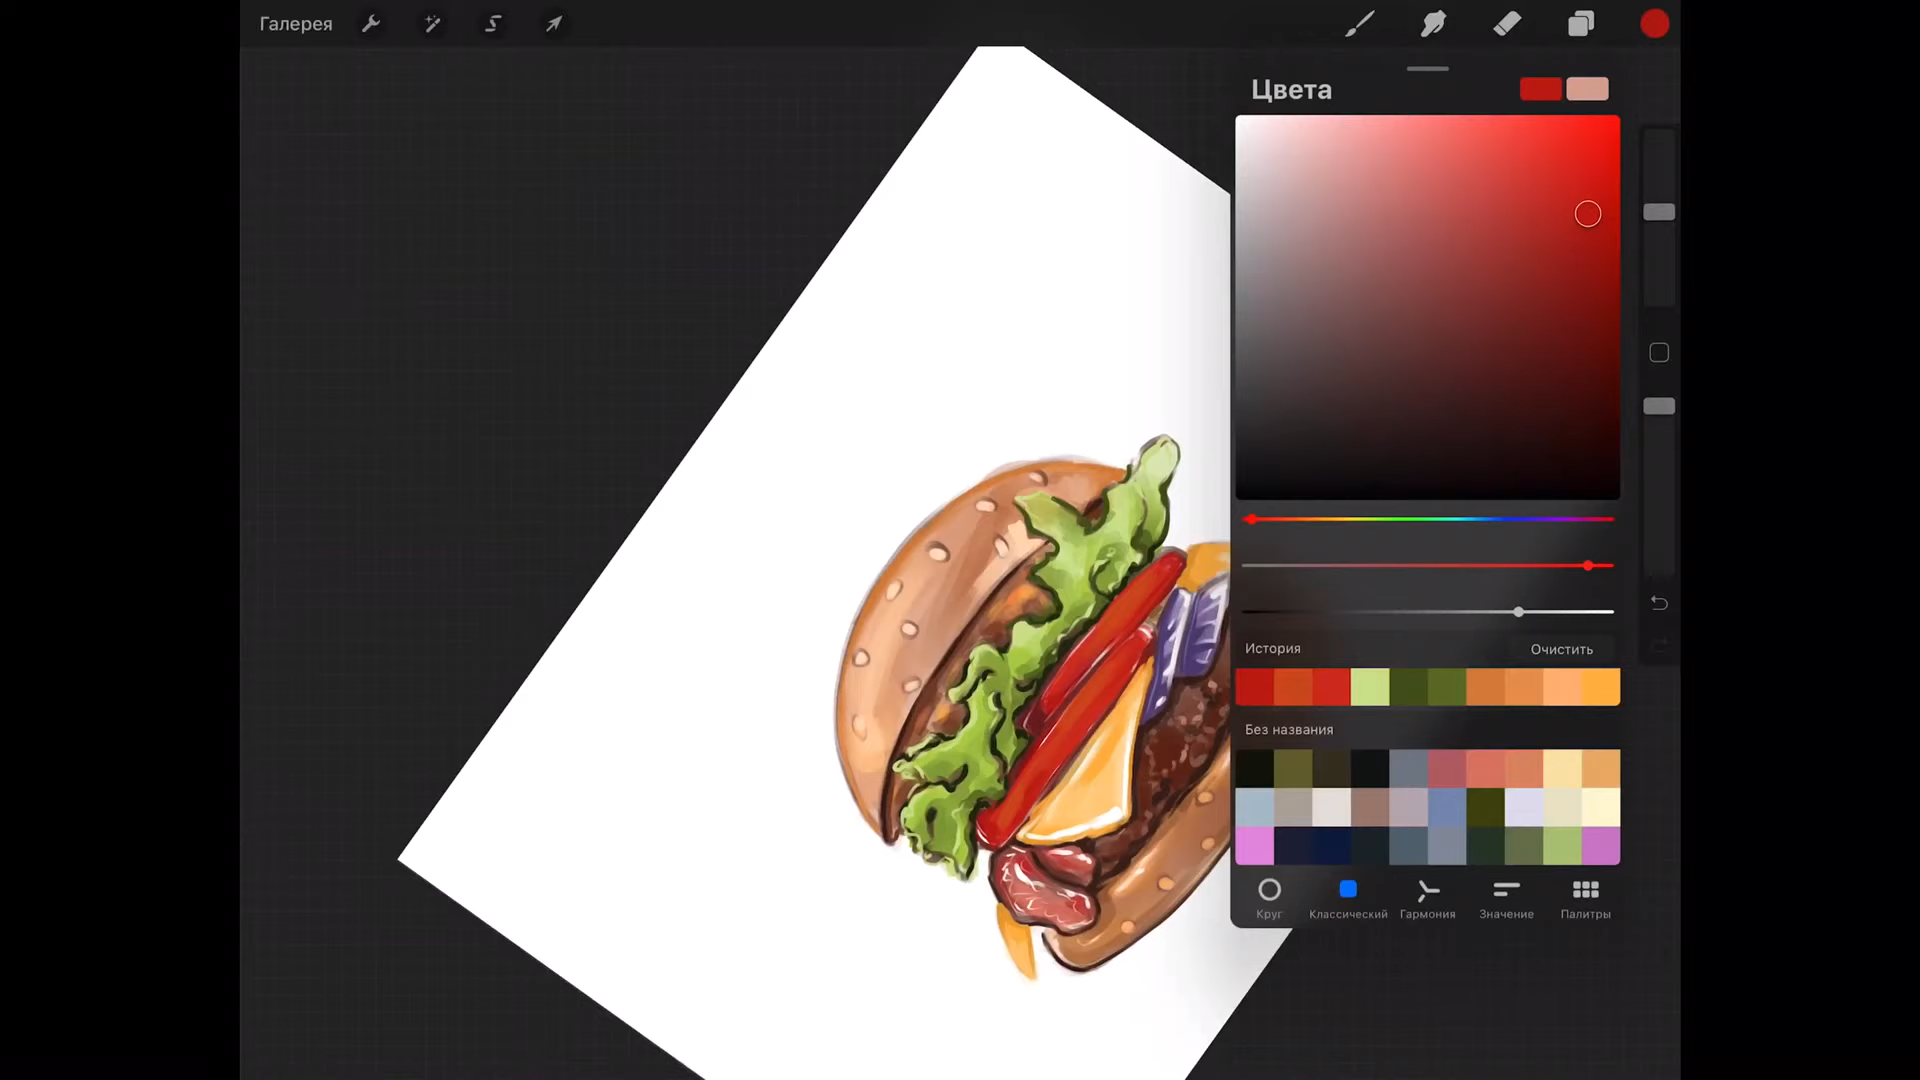 Галерея
Цвета
История
Очистить
Без названия
Круг
Классический
Гармония
Значение
Палитры